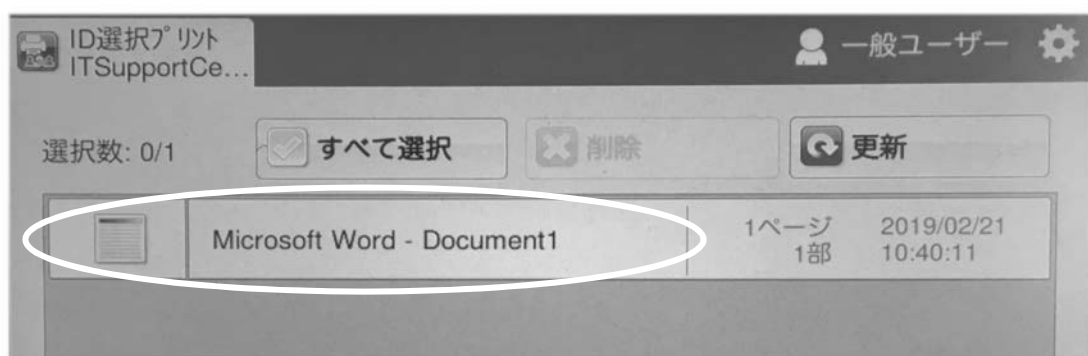 ID選択ﾌﾟﾘﾝﾄ
ITSupportCe...
一般ユーザー
選択数: 0/1
すべて選択
削除
更新
Microsoft Word - Document1
1ページ
1部
2019/02/21
10:40:11